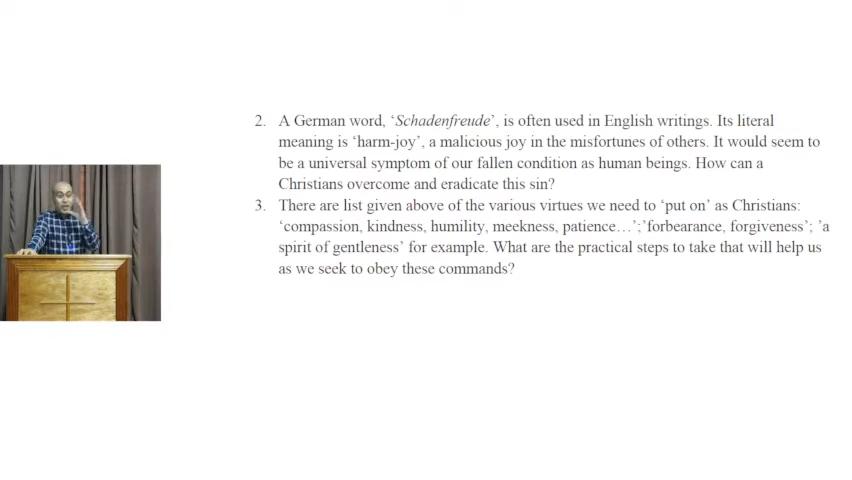 2. A German word, ‘Schadenfreude’, is often used in English writings. Its literal
meaning is ‘harm-joy’, a malicious joy in the misfortunes of others. It would seem to
be a universal symptom of our fallen condition as human beings. How can a
Christians overcome and eradicate this sin?
3. There are list given above of the various virtues we need to ‘put on’ as Christians:
‘compassion, kindness, humility, meekness, patience…’;’forbearance, forgiveness’; ’a
spirit of gentleness’ for example. What are the practical steps to take that will help us
as we seek to obey these commands?